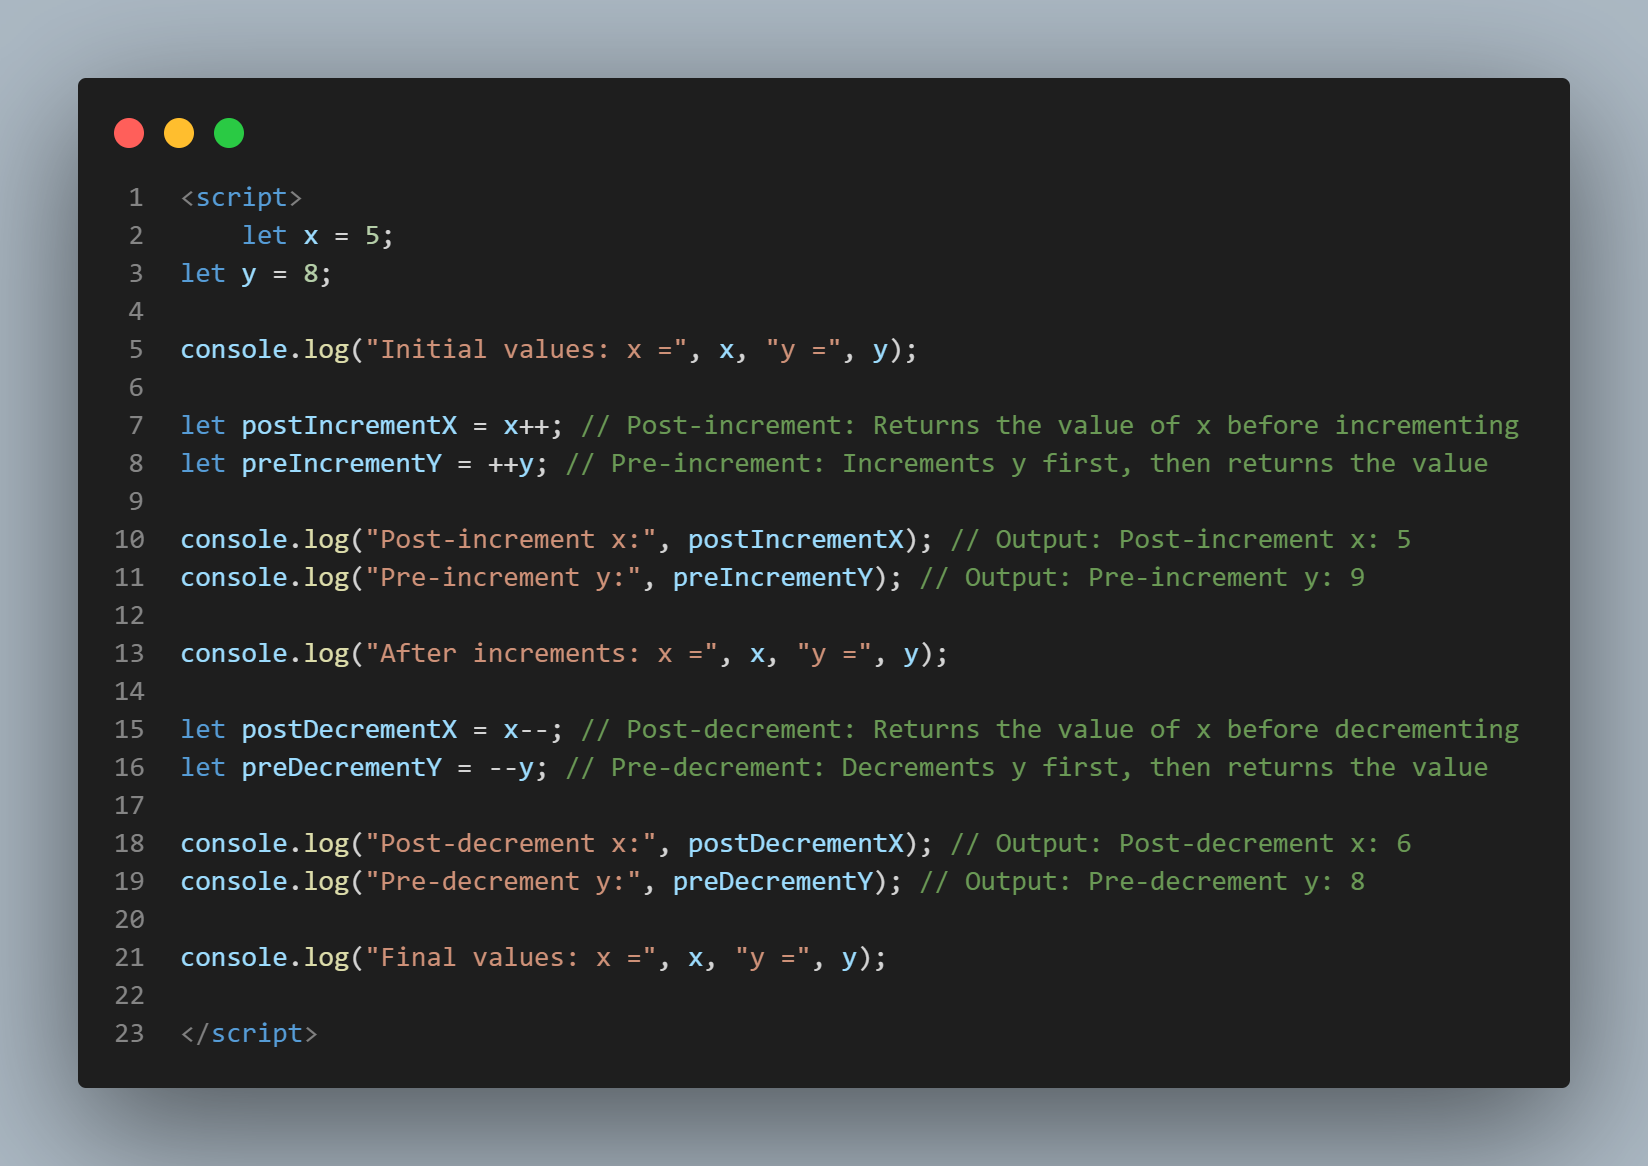 1 <script>
2     let x = 5;
3 let y = 8;
4
5 console.log("Initial values: x =", x, "y =", y);
6
7 let postIncrementX = x++; // Post-increment: Returns the value of x before incrementing
8 let preIncrementY = ++y; // Pre-increment: Increments y first, then returns the value
9
10 console.log("Post-increment x:", postIncrementX); // Output: Post-increment x: 5
11 console.log("Pre-increment y:", preIncrementY); // Output: Pre-increment y: 9
12
13 console.log("After increments: x =", x, "y =", y);
14
15 let postDecrementX = x--; // Post-decrement: Returns the value of x before decrementing
16 let preDecrementY = --y; // Pre-decrement: Decrements y first, then returns the value
17
18 console.log("Post-decrement x:", postDecrementX); // Output: Post-decrement x: 6
19 console.log("Pre-decrement y:", preDecrementY); // Output: Pre-decrement y: 8
20
21 console.log("Final values: x =", x, "y =", y);
22
23 </script>